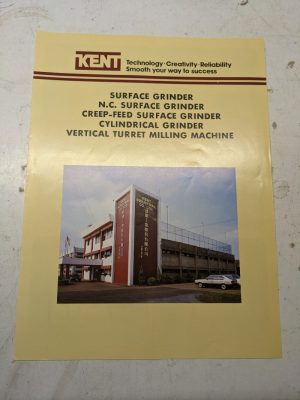 KENT
Technology·Creativity·Reliability
Smooth your way to success
SURFACE GRINDER
N.C. SURFACE GRINDER
CREEP-FEED SURFACE GRINDER
CYLINDRICAL GRINDER
VERTICAL TURRET MILLING MACHINE